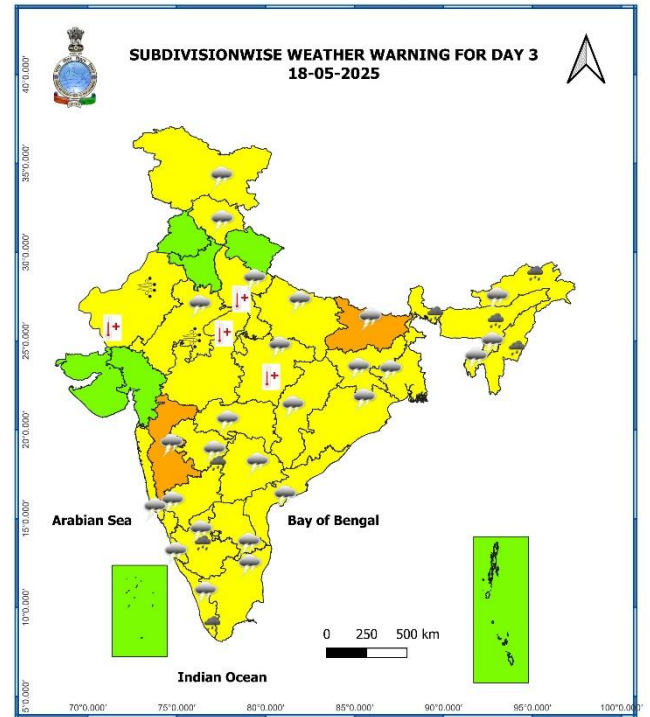 SUBDIVISIONWISE WEATHER WARNING FOR DAY 3
18-05-2025
40°0.000'
35°0.000'
30°0.000'
25°0.000'
20°0.000'
15°0.000'
10°0.000'
5°0.000'
Arabian Sea
Bay of Bengal
0 250 500 km
Indian Ocean
70°0.000' 75°0.000' 80°0.000' 85°0.000' 90°0.000' 95°0.000' 100°0.000'